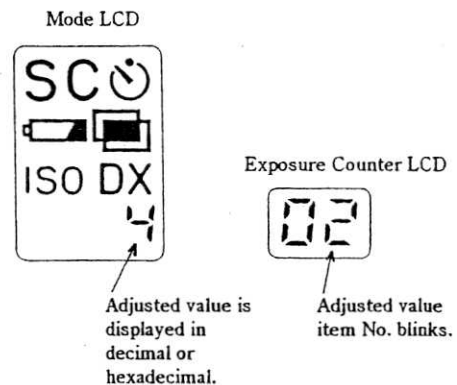 Mode LCD
SC
ISO DX
4
Exposure Counter LCD
02
Adjusted value is
displayed in
decimal or
hexadecimal.
Adjusted value
item No. blinks.